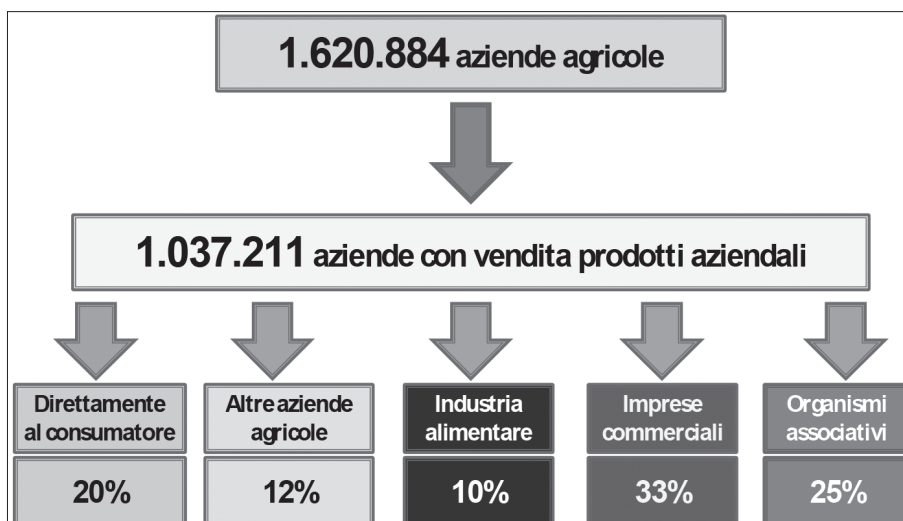 1.620.884 aziende agricole
1.037.211 aziende con vendita prodotti aziendali
Direttamente
al consumatore
20%
Altre aziende
agricole
12%
Industria
alimentare
10%
Imprese
commerciali
33%
Organismi
associativi
25%